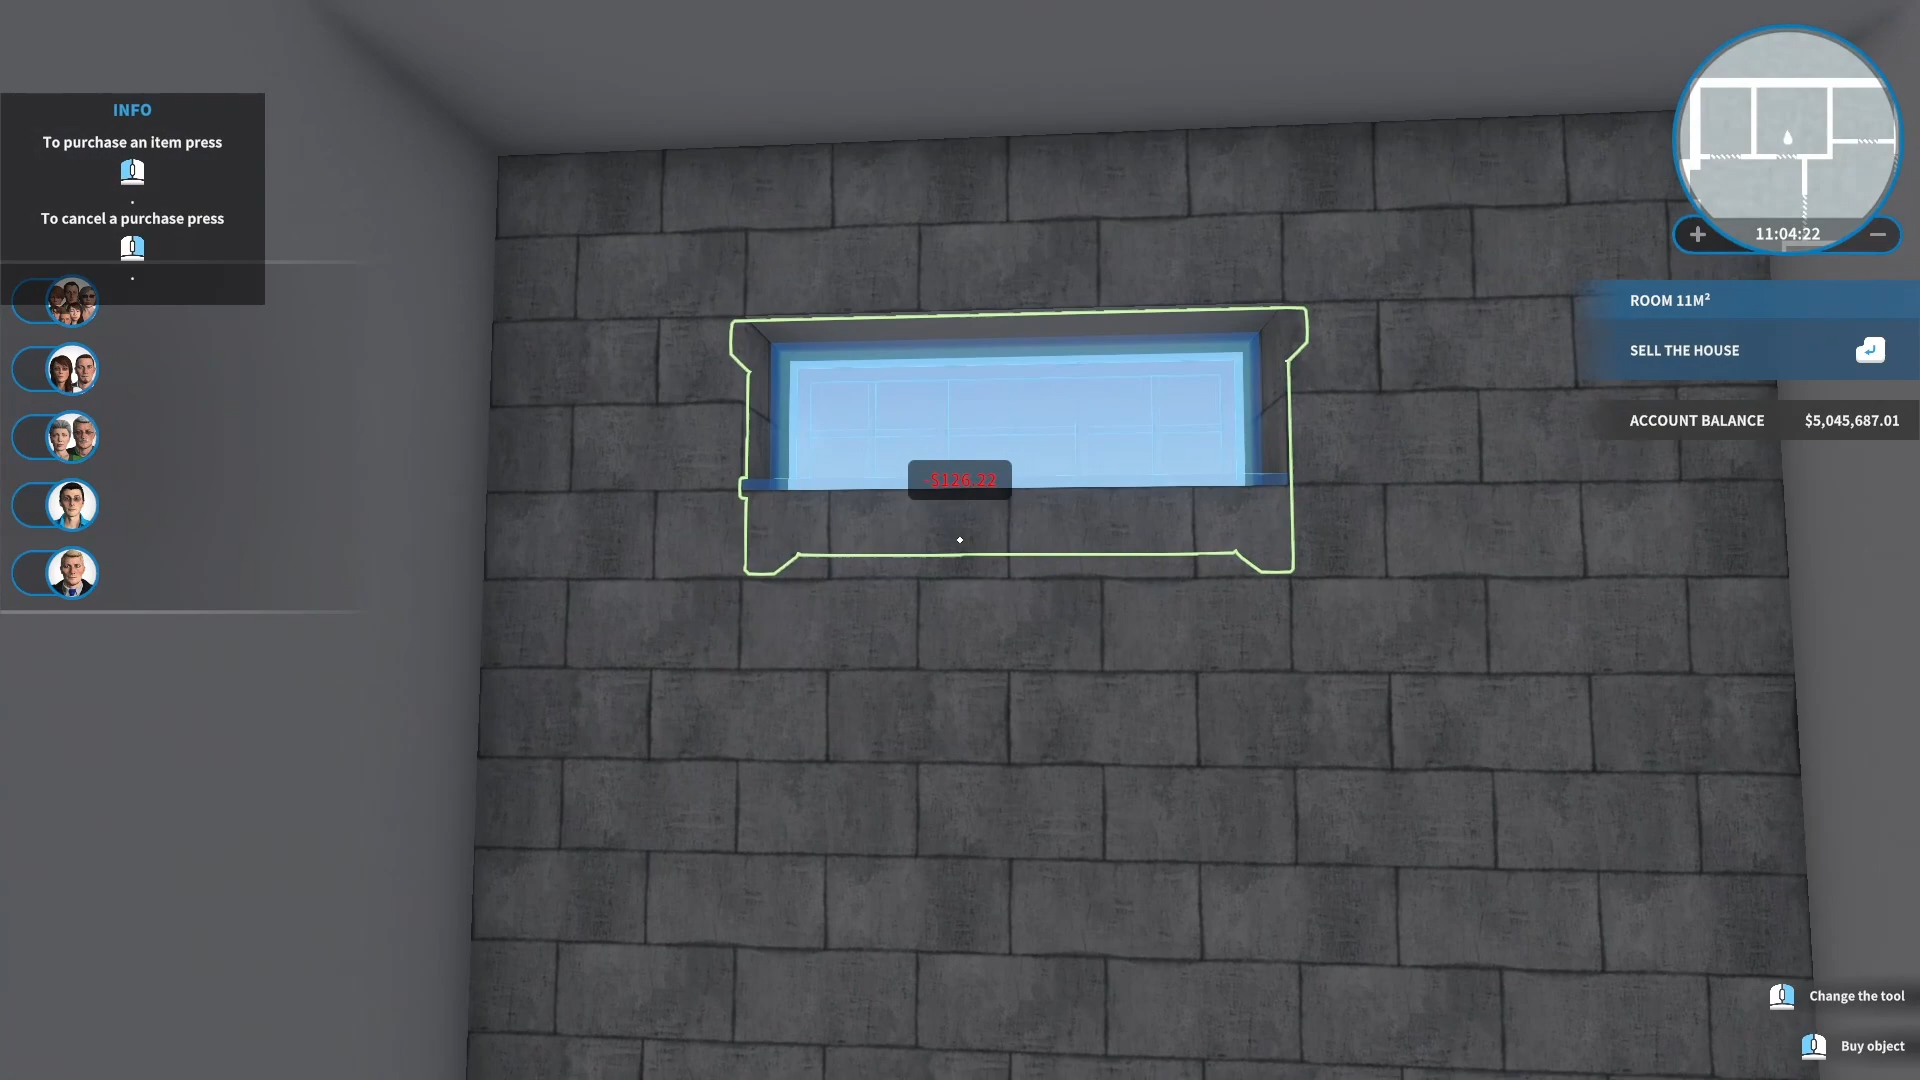 INFO
To purchase an item press
.
To cancel a purchase press
.
11:04:22
ROOM 11M²
SELL THE HOUSE
ACCOUNT BALANCE $5,045,687.01
-$126.22
Change the tool
Buy object